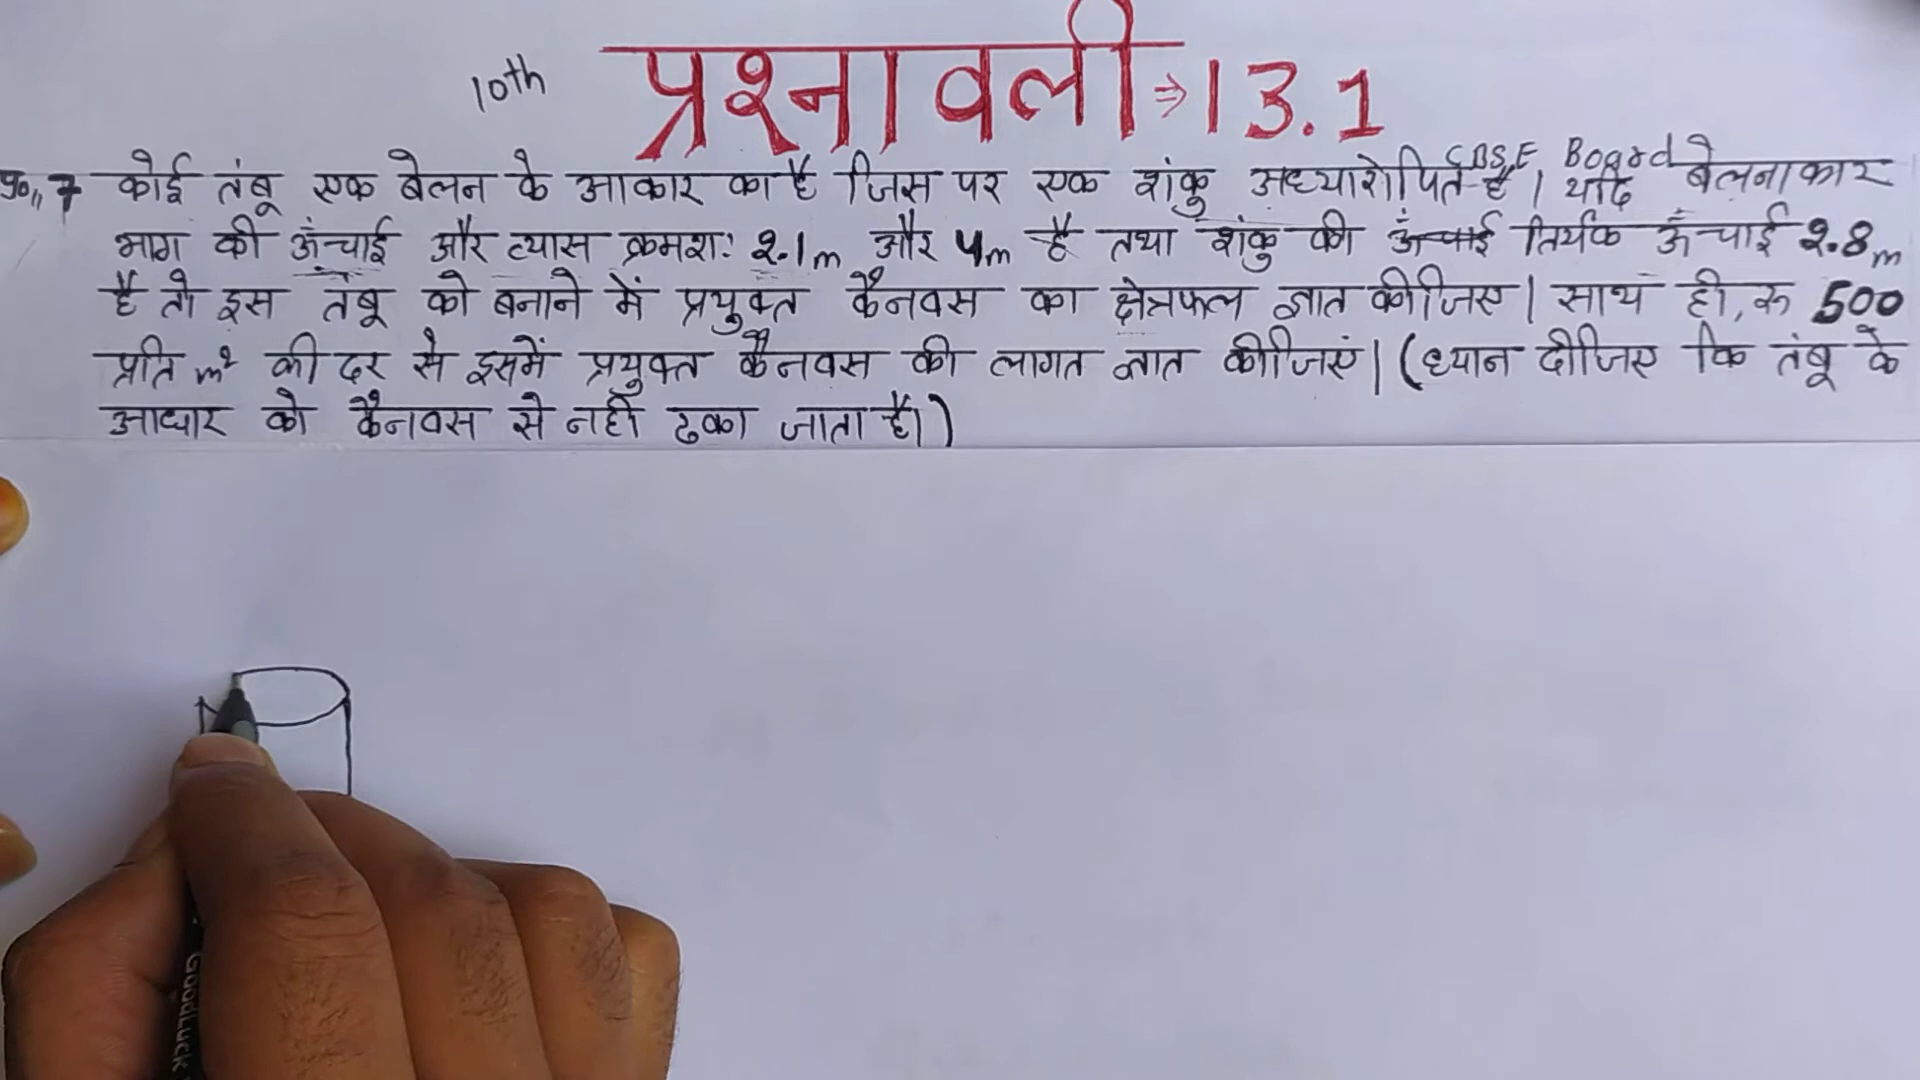 10th प्रश्नावली ⇒ 13.1
CBSE Board
प्र॰ 7 कोई तंबू एक बेलन के आकार का है जिस पर एक शंकु अध्यारोपित है। यदि बेलनाकार
भाग की ऊँचाई और व्यास क्रमशः 2.1m और 4m है तथा शंकु की तिर्यक ऊँचाई 2.8m
है तो इस तंबू को बनाने में प्रयुक्त कैनवस का क्षेत्रफल ज्ञात कीजिए। साथ ही, रु 500
प्रति m² की दर से इसमें प्रयुक्त कैनवस की लागत ज्ञात कीजिएं। (ध्यान दीजिए कि तंबू के
आधार को कैनवस से नहीं ढका जाता है।)
GoodLuck